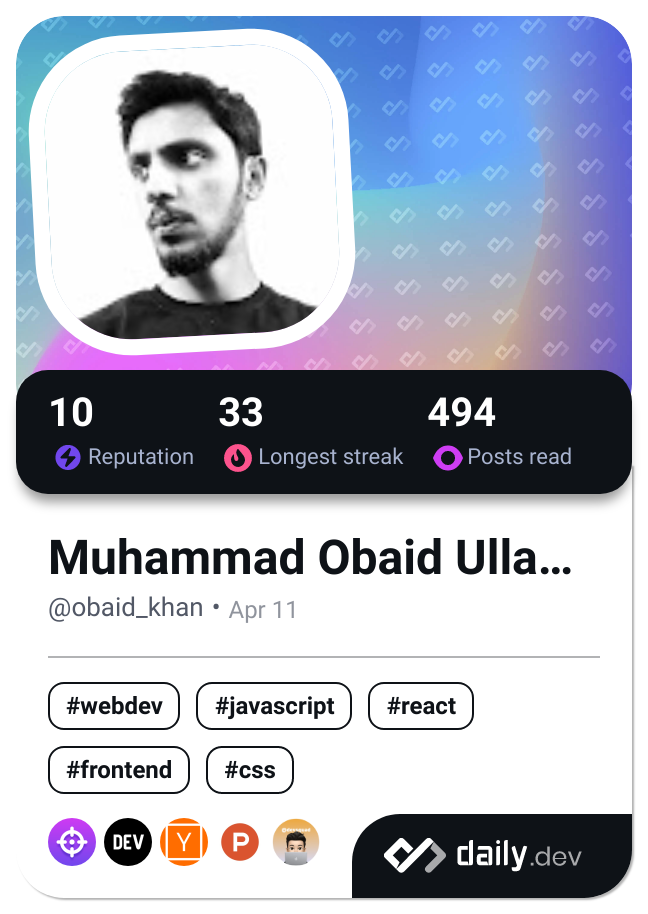 10 33 494
Reputation Longest streak Posts read
Muhammad Obaid Ulla...
@obaid_khan • Apr 11
#webdev #javascript #react
#frontend #css
DEV Y P
daily.dev